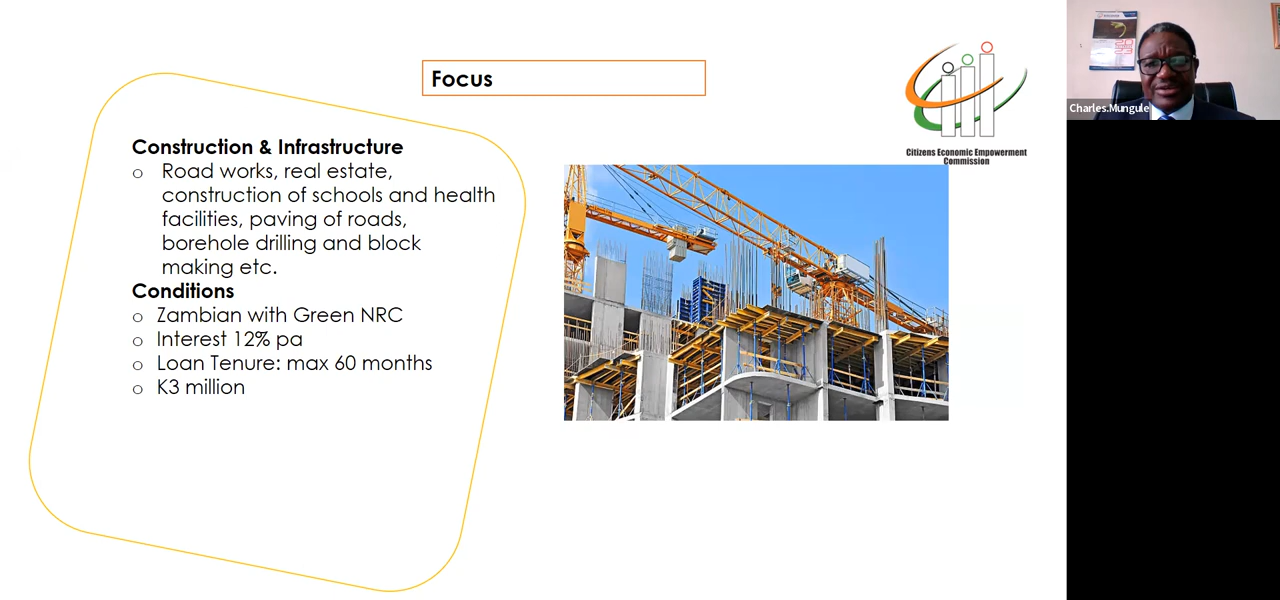 Focus
Construction & Infrastructure
o Road works, real estate,
construction of schools and health
facilities, paving of roads,
borehole drilling and block
making etc.
Conditions
o Zambian with Green NRC
o Interest 12% pa
o Loan Tenure: max 60 months
o K3 million
Citizens Economic Empowerment
Commission
Charles.Mungule